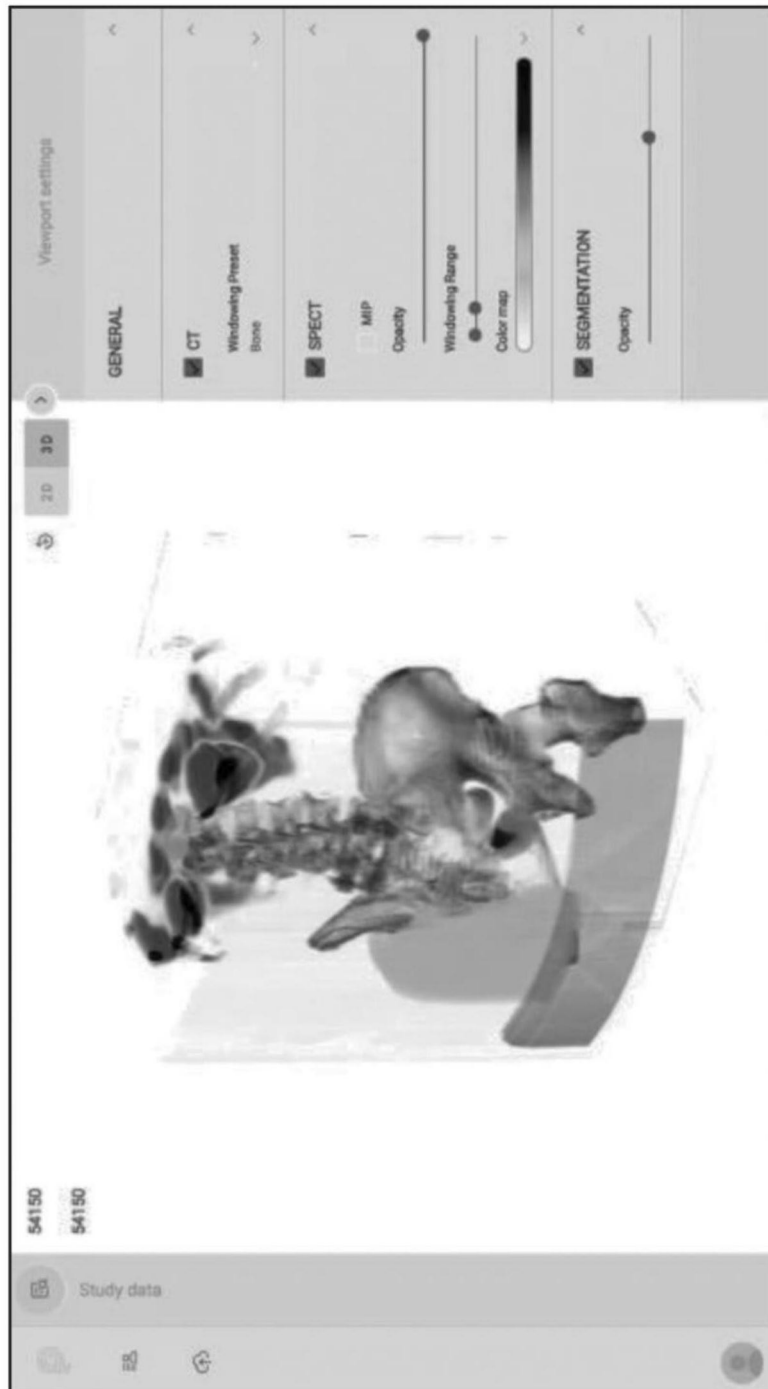 54150
54150
Study data
2D
3D
Viewport settings
GENERAL
CT
Windowing Preset
Bone
SPECT
MIP
Opacity
Windowing Range
Color map
SEGMENTATION
Opacity